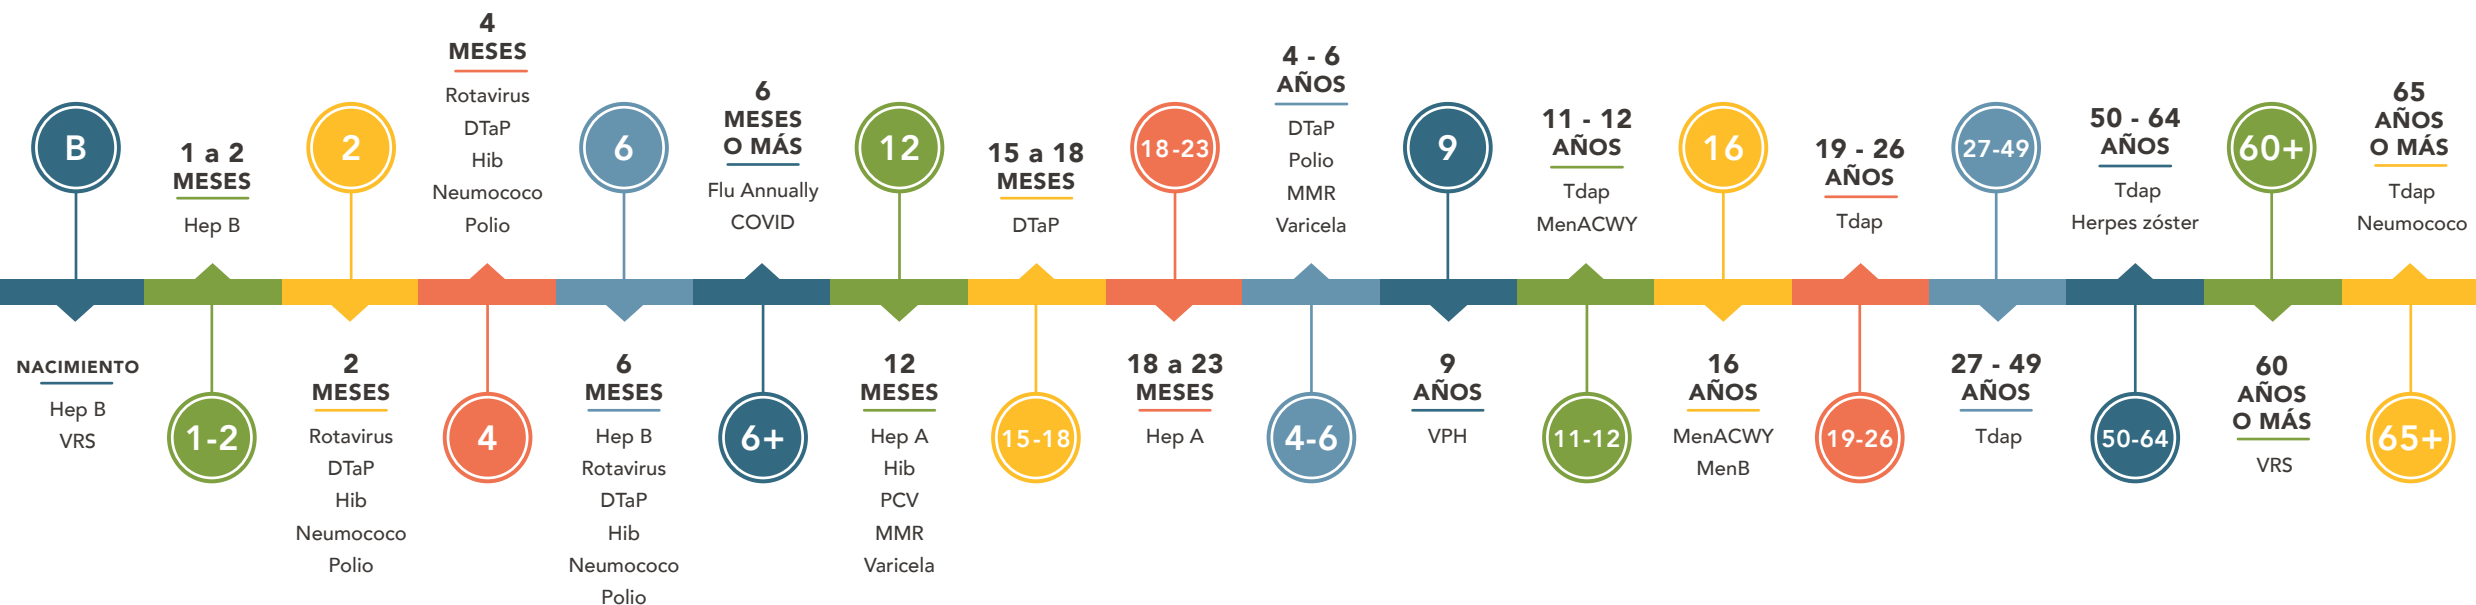 B
NACIMIENTO
Hep B
VRS
1 a 2
MESES
Hep B
1-2
2
2
MESES
Rotavirus
DTaP
Hib
Neumococo
Polio
4
MESES
Rotavirus
DTaP
Hib
Neumococo
Polio
4
6
6
MESES
Hep B
Rotavirus
DTaP
Hib
Neumococo
Polio
6
MESES
O MÁS
Flu Annually
COVID
6+
12
12
MESES
Hep A
Hib
PCV
MMR
Varicela
15 a 18
MESES
DTaP
15-18
18-23
18 a 23
MESES
Hep A
4 - 6
AÑOS
DTaP
Polio
MMR
Varicela
4-6
9
9
AÑOS
VPH
11 - 12
AÑOS
Tdap
MenACWY
11-12
16
16
AÑOS
MenACWY
MenB
19 - 26
AÑOS
Tdap
19-26
27-49
27 - 49
AÑOS
Tdap
50 - 64
AÑOS
Tdap
Herpes zóster
50-64
60+
60
AÑOS
O MÁS
VRS
65
AÑOS
O MÁS
Tdap
Neumococo
65+